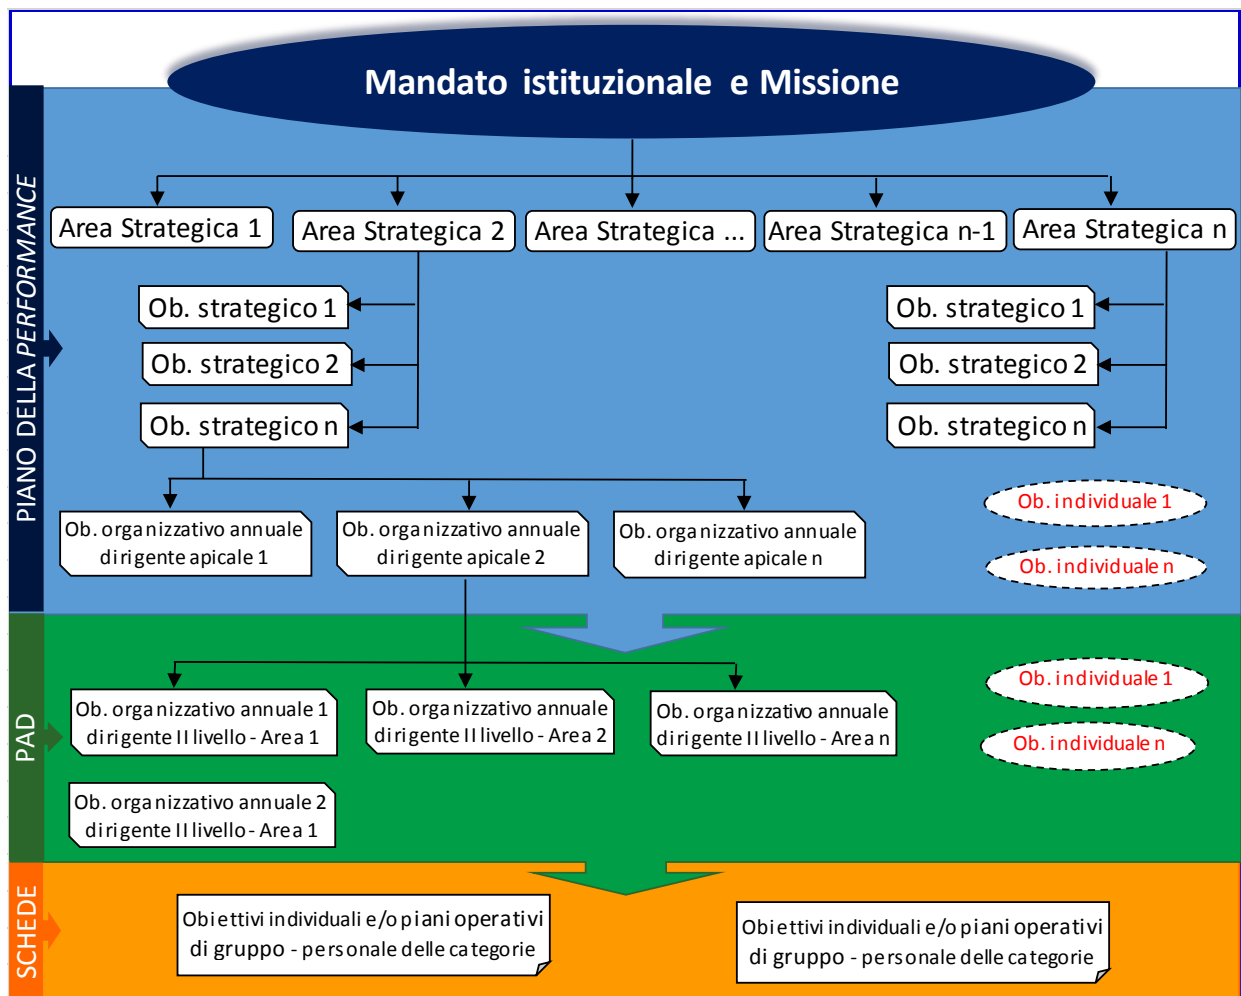 Mandato istituzionale e Missione
PIANO DELLA PERFORMANCE
Area Strategica 1
Area Strategica 2
Area Strategica ...
Area Strategica n-1
Area Strategica n
Ob. strategico 1
Ob. strategico 2
Ob. strategico n
Ob. strategico 1
Ob. strategico 2
Ob. strategico n
Ob. organizzativo annuale
dirigente apicale 1
Ob. organizzativo annuale
dirigente apicale 2
Ob. organizzativo annuale
dirigente apicale n
Ob. individuale 1
Ob. individuale n
PAD
Ob. organizzativo annuale 1
dirigente II livello - Area 1
Ob. organizzativo annuale
dirigente II livello - Area 2
Ob. organizzativo annuale
dirigente II livello - Area n
Ob. individuale 1
Ob. individuale n
Ob. organizzativo annuale 2
dirigente II livello - Area 1
SCHEDE
Obiettivi individuali e/o piani operativi
di gruppo - personale delle categorie
Obiettivi individuali e/o piani operativi
di gruppo - personale delle categorie